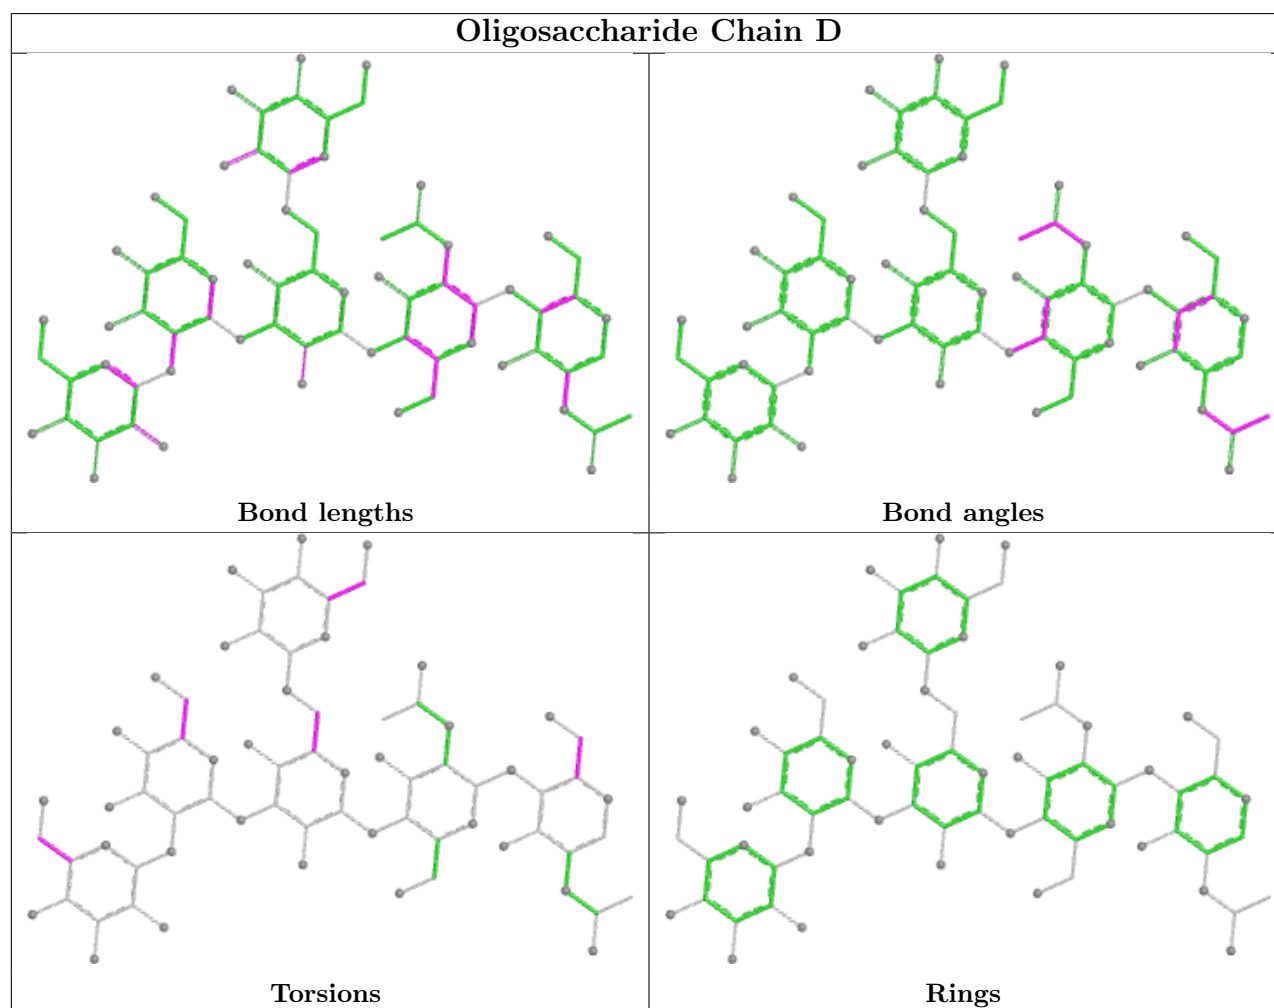 Oligosaccharide Chain D
Bond lengths
Bond angles
Torsions
Rings